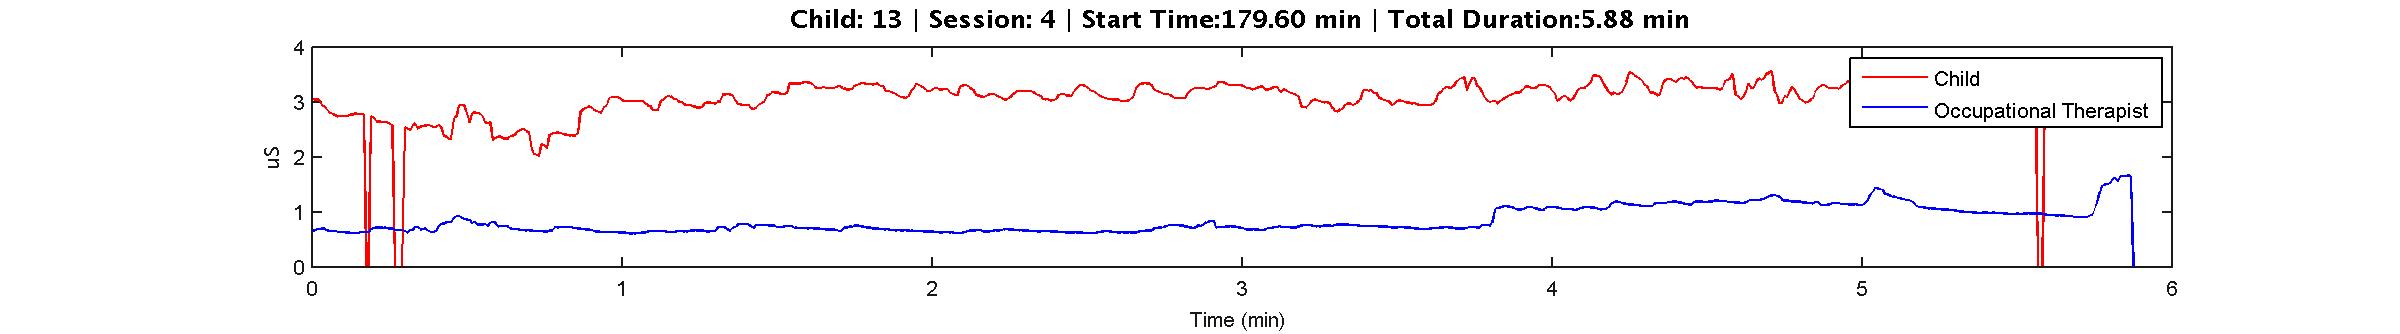 Child: 13 | Session: 4 | Start Time:179.60 min | Total Duration:5.88 min
4
3
2
1
0
uS
Child
Occupational Therapist
0 1 2 3 4 5 6
Time (min)